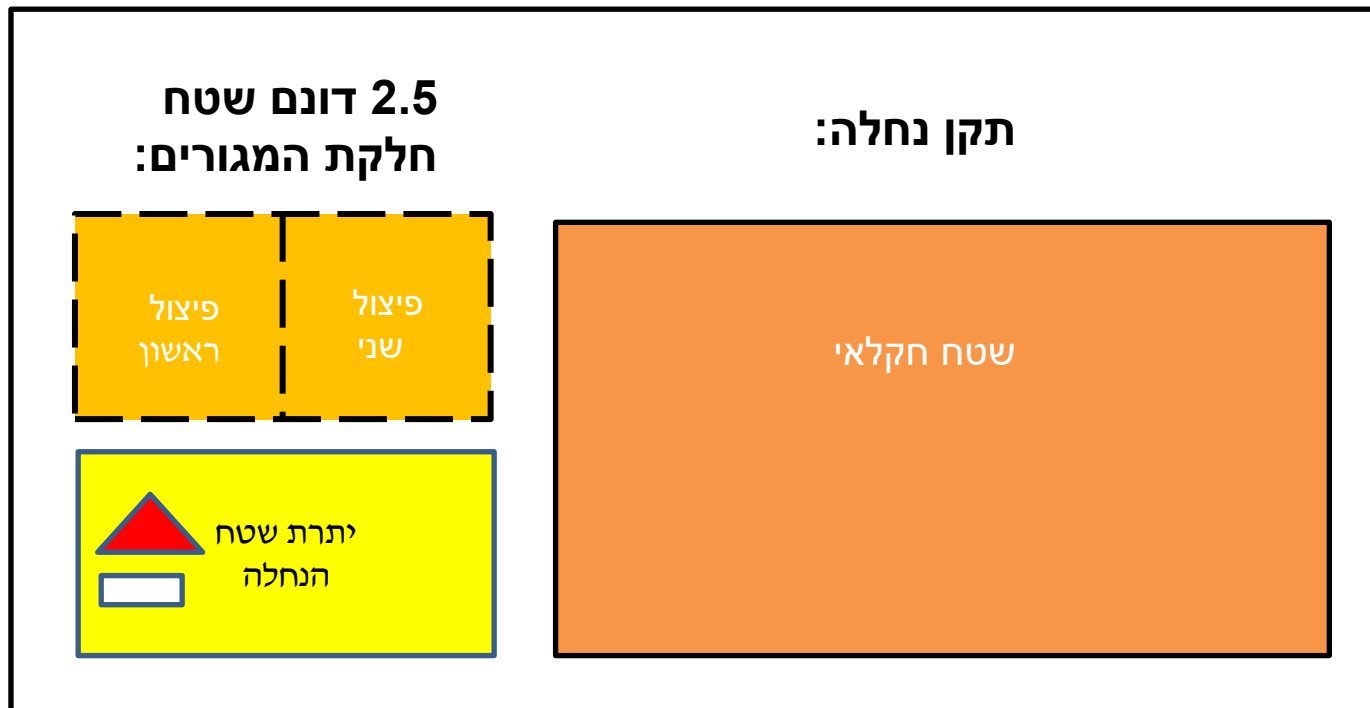 תקן נחלה:
2.5 דונם שטח
חלקת המגורים:
שטח חקלאי
פיצול
שני
פיצול
ראשון
יתרת שטח
הנחלה